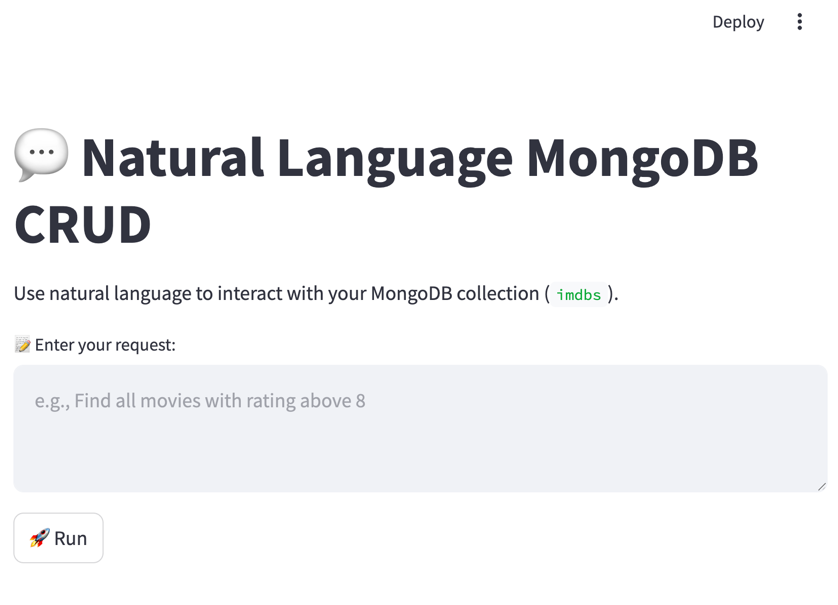 Deploy
💬 Natural Language MongoDB
CRUD
Use natural language to interact with your MongoDB collection ( imdbs ).
📝 Enter your request:
e.g., Find all movies with rating above 8
🚀 Run